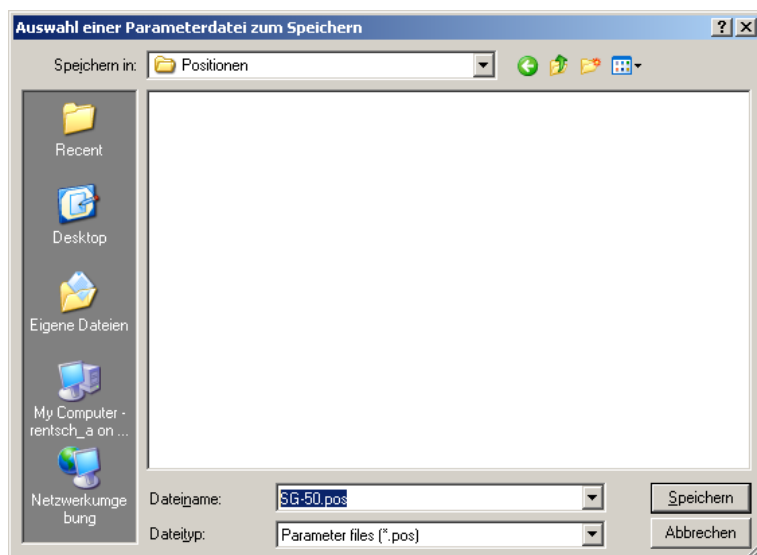 Auswahl einer Parameterdatei zum Speichern
Speichern in:
Positionen
Recent
Desktop
Eigene Dateien
My Computer -
rentsch_a on ...
Netzwerkumge
bung
Dateiname:
SG-50.pos
Speichern
Dateityp:
Parameter files (*.pos)
Abbrechen